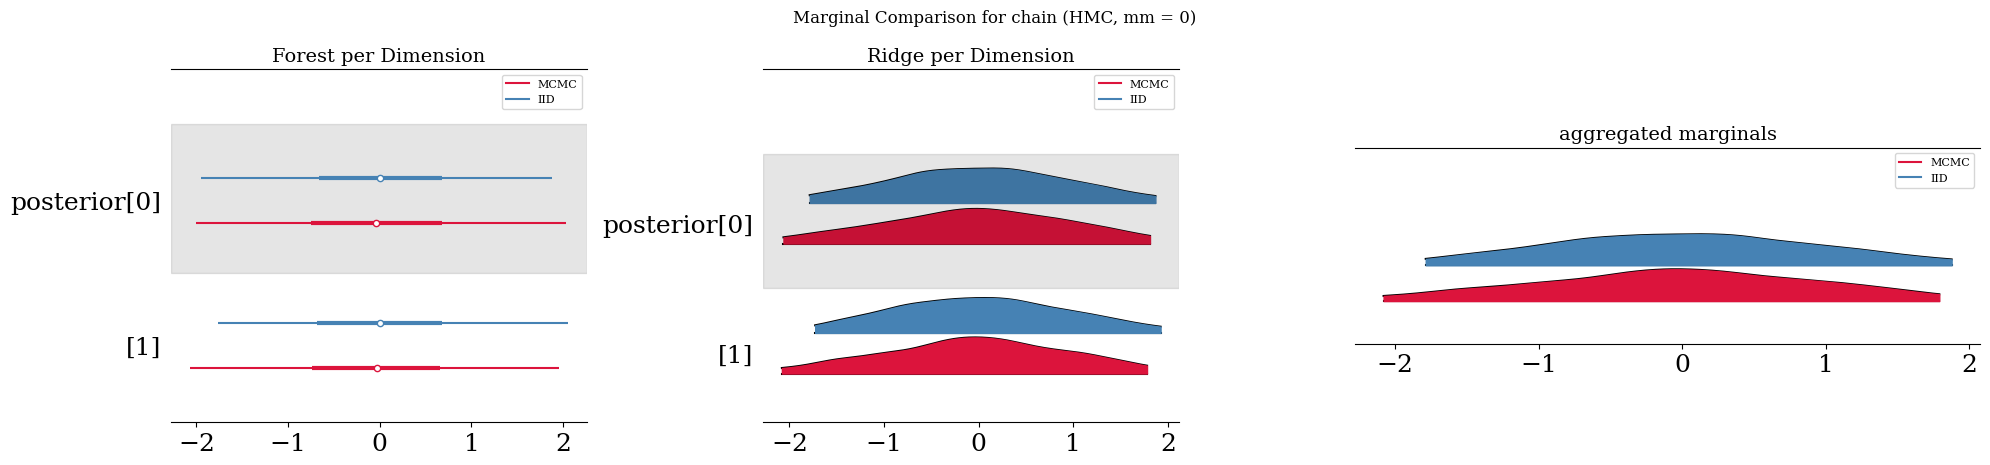 Marginal Comparison for chain (HMC, mm = 0)
Forest per Dimension
MCMC
IID
posterior[0]
[1]
−2 −1 0 1 2
Ridge per Dimension
MCMC
IID
posterior[0]
[1]
−2 −1 0 1 2
aggregated marginals
MCMC
IID
−2 −1 0 1 2